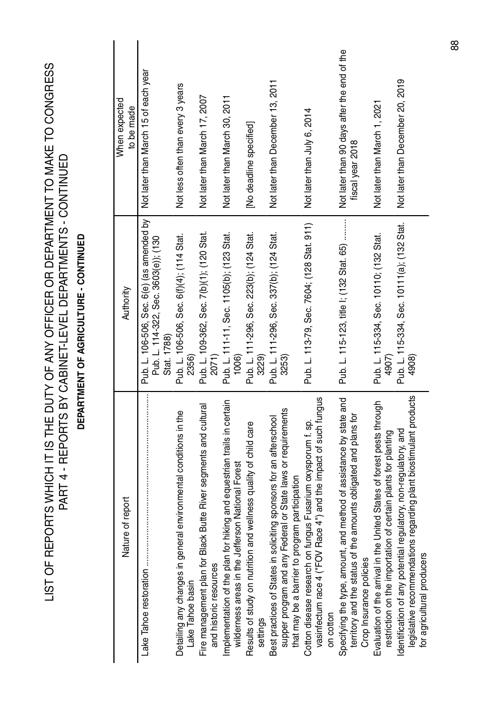 LIST OF REPORTS WHICH IT IS THE DUTY OF ANY OFFICER OR DEPARTMENT TO MAKE TO CONGRESS
PART 4 - REPORTS BY CABINET-LEVEL DEPARTMENTS - CONTINUED
DEPARTMENT OF AGRICULTURE - CONTINUED
Nature of report
Authority
When expected
to be made
Lake Tahoe restoration
Pub. L. 106-506, Sec. 6(e) (as amended by
Pub. L. 114-322, Sec. 3603(e)); (130
Stat. 1788)
Not later than March 15 of each year
Detailing any changes in general environmental conditions in the
Lake Tahoe basin
Pub. L. 106-506, Sec. 6(f)(4); (114 Stat.
2356)
Not less often than every 3 years
Fire management plan for Black Butte River segments and cultural
and historic resources
Pub. L. 109-362, Sec. 7(b)(1); (120 Stat.
2071)
Not later than March 17, 2007
Implementation of the plan for hiking and equestrian trails in certain
wilderness areas in the Jefferson National Forest
Pub. L. 111-11, Sec. 1105(b); (123 Stat.
1006)
Not later than March 30, 2011
Results of study on nutrition and wellness quality of child care
settings
Pub. L. 111-296, Sec. 223(b); (124 Stat.
3229)
[No deadline specified]
Best practices of States in soliciting sponsors for an afterschool
supper program and any Federal or State laws or requirements
that may be a barrier to program participation
Pub. L. 111-296, Sec. 337(b); (124 Stat.
3253)
Not later than December 13, 2011
Cotton disease research on fungus Fusarium oxysporum f. sp.
vasinfectum race 4 ("FOV Race 4") and the impact of such fungus
on cotton
Pub. L. 113-79, Sec. 7604; (128 Stat. 911)
Not later than July 6, 2014
Specifying the type, amount, and method of assistance by state and
territory and the status of the amounts obligated and plans for
Crop Insurance policies
Pub. L. 115-123, title I; (132 Stat. 65)
Not later than 90 days after the end of the
fiscal year 2018
Evaluation of the arrival in the United States of forest pests through
restriction on the importation of certain plants for planting
Pub. L. 115-334, Sec. 10110; (132 Stat.
4907)
Not later than March 1, 2021
Identification of any potential regulatory, non-regulatory, and
legislative recommendations regarding plant biostimulant products
for agricultural producers
Pub. L. 115-334, Sec. 10111(a); (132 Stat.
4908)
Not later than December 20, 2019
88